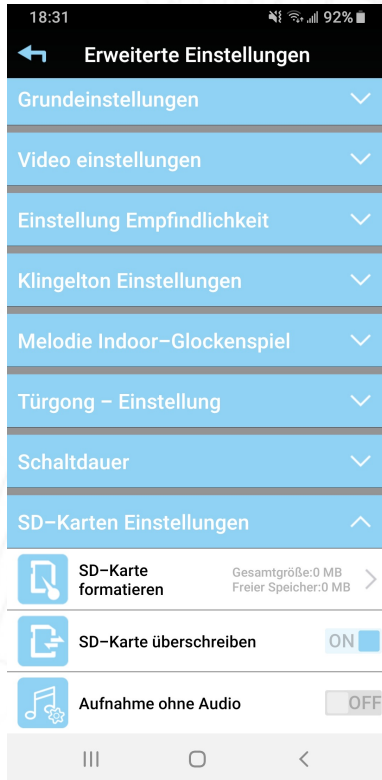 18:31 92%
Erweiterte Einstellungen
Grundeinstellungen
Video einstellungen
Einstellung Empfindlichkeit
Klingelton Einstellungen
Melodie Indoor-Glockenspiel
Türgong - Einstellung
Schaltdauer
SD-Karten Einstellungen
SD-Karte
formatieren
Gesamtgröße:0 MB
Freier Speicher:0 MB
SD-Karte überschreiben ON
Aufnahme ohne Audio OFF